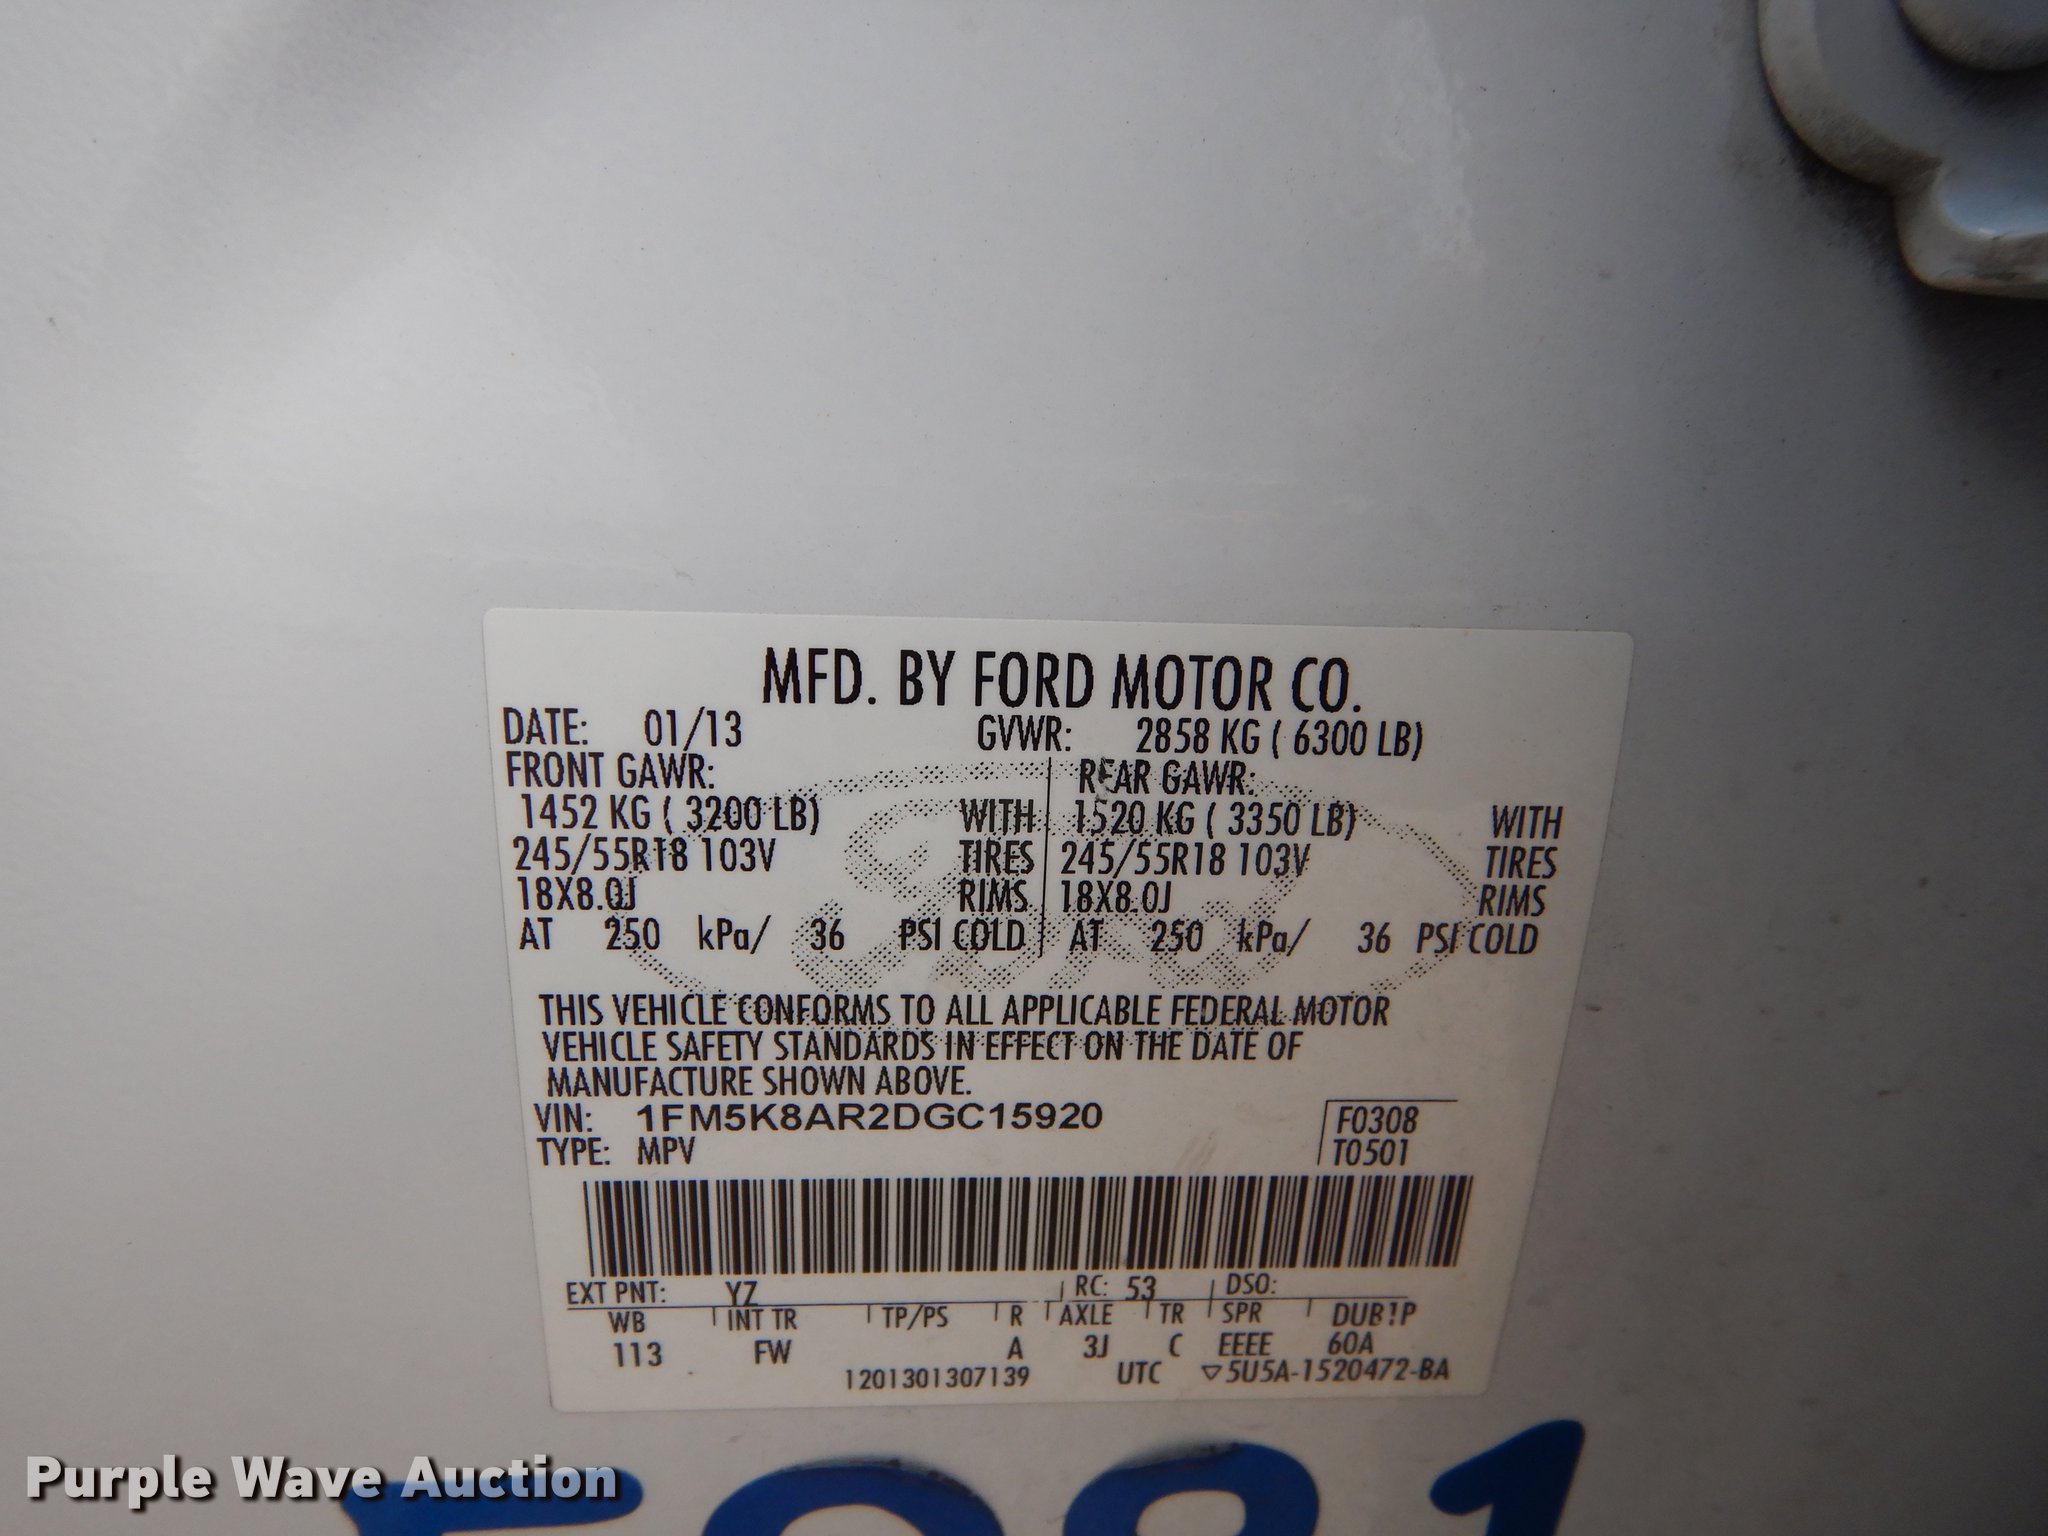 MFD. BY FORD MOTOR CO.
DATE: 01/13 GVWR: 2858 KG ( 6300 LB)
FRONT GAWR: REAR GAWR:
1452 KG ( 3200 LB) WITH 1520 KG ( 3350 LB) WITH
245/55R18 103V TIRES 245/55R18 103V TIRES
18X8.0J RIMS 18X8.0J RIMS
AT 250 kPa/ 36 PSI COLD AT 250 kPa/ 36 PSI COLD
THIS VEHICLE CONFORMS TO ALL APPLICABLE FEDERAL MOTOR
VEHICLE SAFETY STANDARDS IN EFFECT ON THE DATE OF
MANUFACTURE SHOWN ABOVE.
VIN: 1FM5K8AR2DGC15920 F0308
TYPE: MPV T0501
EXT PNT: YZ RC: 53 DSO:
WB INT TR TP/PS R AXLE TR SPR DUB!P
113 FW A 3J C EEEE 60A
1201301307139 UTC ▽5U5A-1520472-BA
Purple Wave Auction